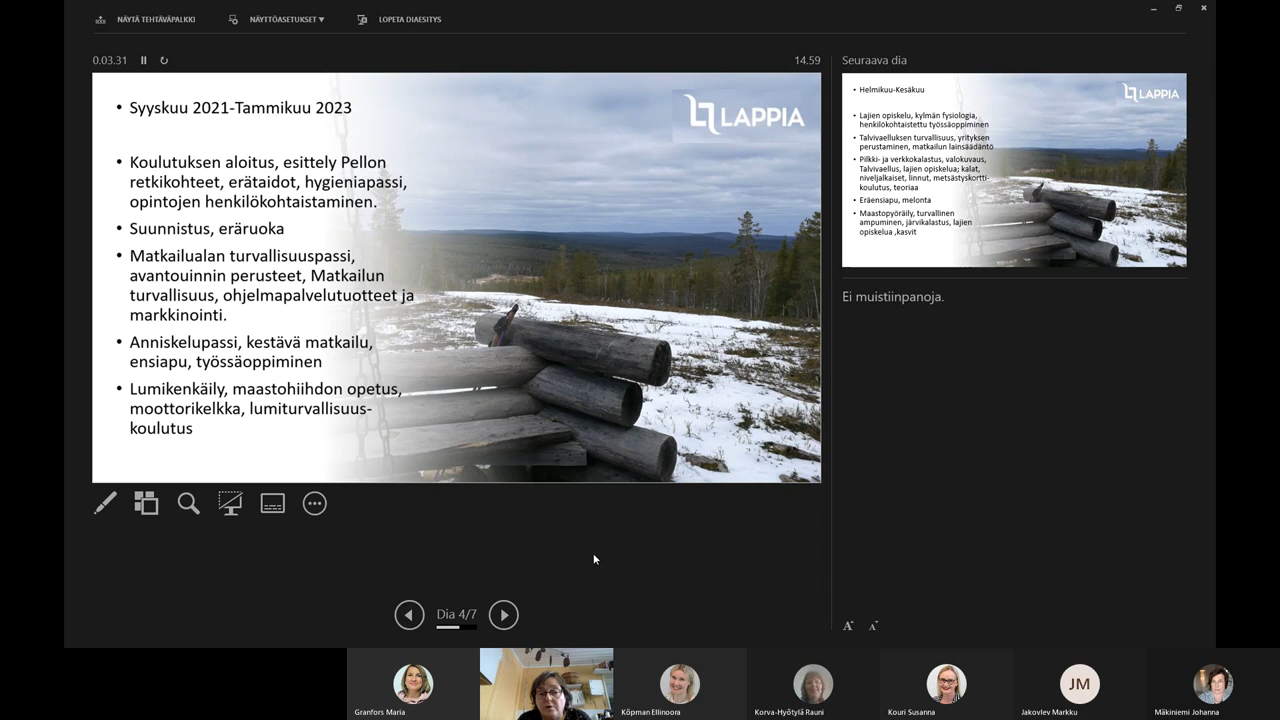 NÄYTÄ TEHTÄVÄPALKKI
NÄYTTÖASETUKSET ▼
LOPETA DIAESITYS
0.03.31
14.59
• Syyskuu 2021-Tammikuu 2023
• Koulutuksen aloitus, esittely Pellon
retkikohteet, erätaidot, hygieniapassi,
opintojen henkilökohtaistaminen.
• Suunnistus, eräruoka
• Matkailualan turvallisuuspassi,
avantouinnin perusteet, Matkailun
turvallisuus, ohjelmapalvelutuotteet ja
markkinointi.
• Anniskelupassi, kestävä matkailu,
ensiapu, työssäoppiminen
• Lumikenkäily, maastohiihdon opetus,
moottorikelkka, lumiturvallisuus-
koulutus
LAPPIA
Seuraava dia
• Helmikuu-Kesäkuu
• Lajien opiskelu, kylmän fysiologia,
henkilökohtaistettu työssäoppiminen
• Talvivaelluksen turvallisuus, yrityksen
perustaminen, matkailun lainsäädäntö
• Pilkki- ja verkkokalastus, valokuvaus,
Talvivaellus, lajien opiskelua; kalat,
niveljalkaiset, linnut, metsästyskortti-
koulutus, teoriaa
• Eräensiapu, melonta
• Maastopyöräily, turvallinen
ampuminen, järvikalastus, lajien
opiskelua ,kasvit
LAPPIA
Ei muistiinpanoja.
Dia 4/7
A
A
Granfors Maria
Köpman Ellinoora
Korva-Hyötylä Rauni
Kouri Susanna
JM
Jakovlev Markku
Mäkiniemi Johanna